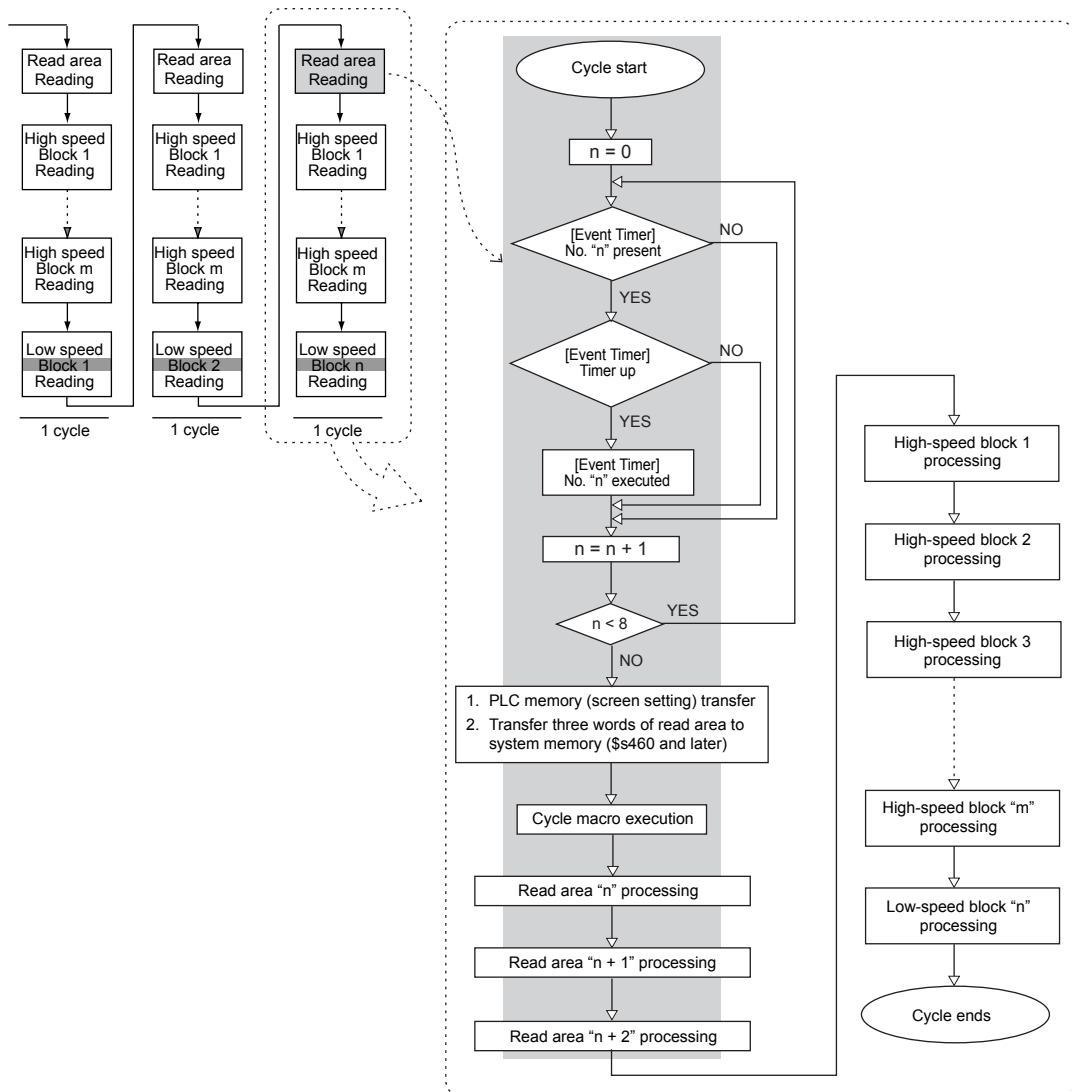 Read area
Reading
High speed
Block 1
Reading
High speed
Block m
Reading
Low speed
Block 1
Reading
1 cycle
Read area
Reading
High speed
Block 1
Reading
High speed
Block m
Reading
Low speed
Block 2
Reading
1 cycle
Read area
Reading
High speed
Block 1
Reading
High speed
Block m
Reading
Low speed
Block n
Reading
1 cycle
Cycle start
n = 0
[Event Timer]
No. “n” present
NO
YES
[Event Timer]
Timer up
NO
YES
[Event Timer]
No. “n” executed
n = n + 1
n < 8
YES
NO
1. PLC memory (screen setting) transfer
2. Transfer three words of read area to
system memory ($s460 and later)
Cycle macro execution
Read area “n” processing
Read area “n + 1” processing
Read area “n + 2” processing
High-speed block 1
processing
High-speed block 2
processing
High-speed block 3
processing
High-speed block “m”
processing
Low-speed block “n”
processing
Cycle ends